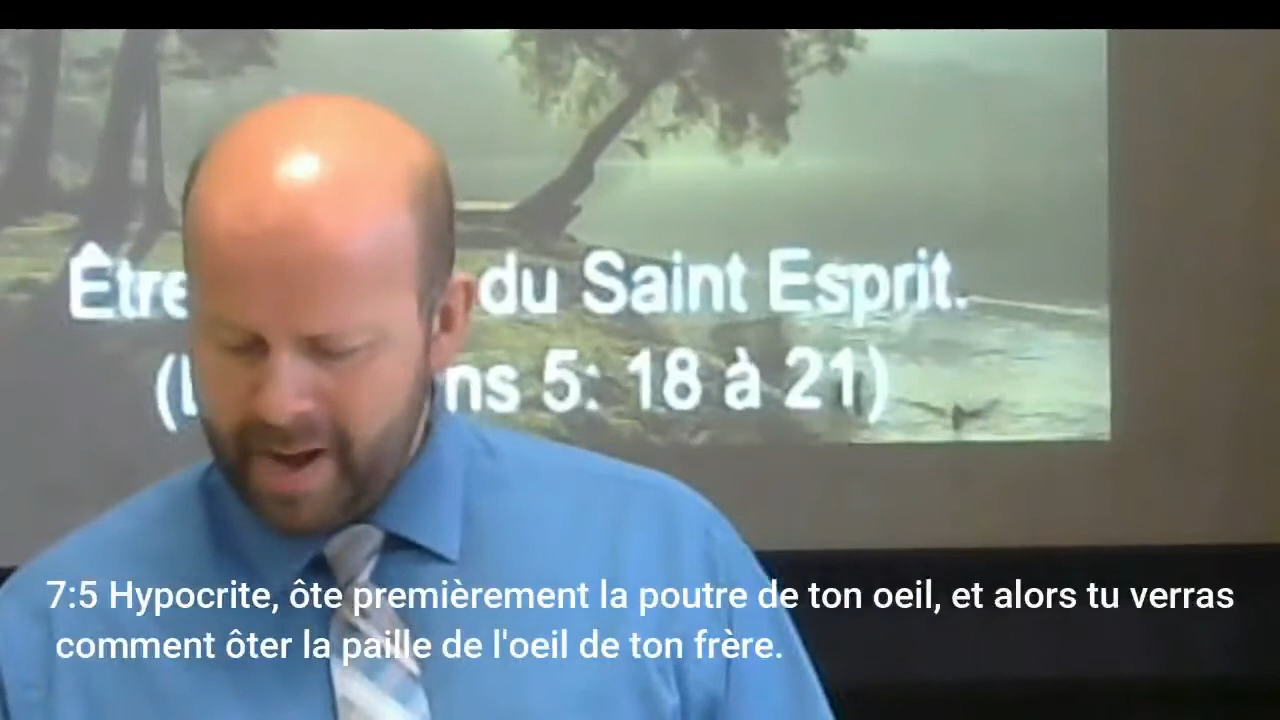 Être du Saint Esprit.
ns 5: 18 à 21)
7:5 Hypocrite, ôte premièrement la poutre de ton oeil, et alors tu verras
comment ôter la paille de l'oeil de ton frère.